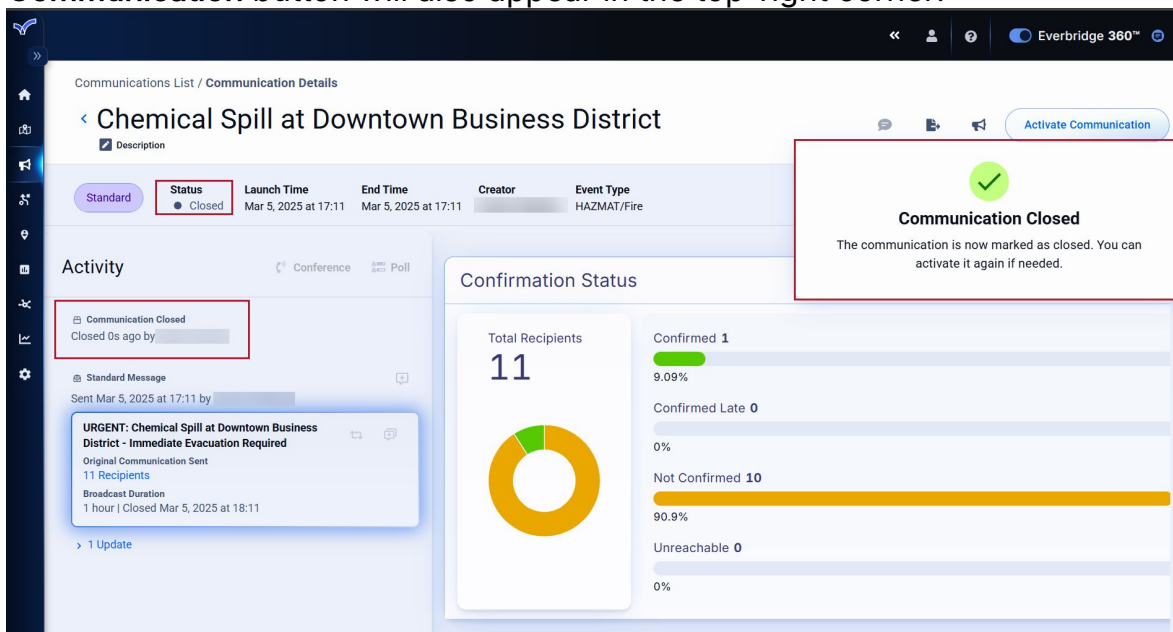 Communication button will also appear in the top-right corner.
Everbridge 360™
Communications List / Communication Details
Chemical Spill at Downtown Business District
Description
Activate Communication
Standard
Status
Closed
Launch Time
Mar 5, 2025 at 17:11
End Time
Mar 5, 2025 at 17:11
Creator
Event Type
HAZMAT/Fire
Communication Closed
The communication is now marked as closed. You can
activate it again if needed.
Activity
Conference
Poll
Communication Closed
Closed 0s ago by
Standard Message
Sent Mar 5, 2025 at 17:11 by
URGENT: Chemical Spill at Downtown Business
District - Immediate Evacuation Required
Original Communication Sent
11 Recipients
Broadcast Duration
1 hour | Closed Mar 5, 2025 at 18:11
1 Update
Confirmation Status
Total Recipients
11
Confirmed 1
9.09%
Confirmed Late 0
0%
Not Confirmed 10
90.9%
Unreachable 0
0%